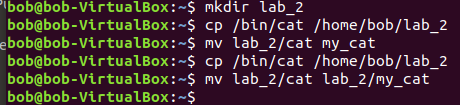 bob@bob-VirtualBox:~$ mkdir lab_2
bob@bob-VirtualBox:~$ cp /bin/cat /home/bob/lab_2
bob@bob-VirtualBox:~$ mv lab_2/cat my_cat
bob@bob-VirtualBox:~$ cp /bin/cat /home/bob/lab_2
bob@bob-VirtualBox:~$ mv lab_2/cat lab_2/my_cat
bob@bob-VirtualBox:~$